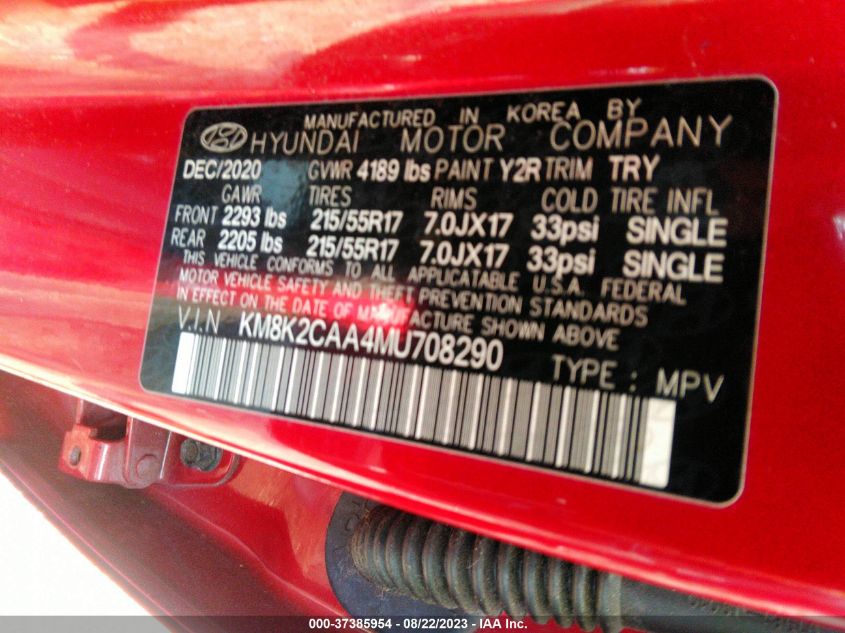 MANUFACTURED IN KOREA BY
HYUNDAI MOTOR COMPANY
DEC/2020 GVWR 4189 lbs PAINT Y2R TRIM TRY
GAWR TIRES RIMS COLD TIRE INFL
FRONT 2293 lbs 215/55R17 7.0JX17 33psi SINGLE
REAR 2205 lbs 215/55R17 7.0JX17 33psi SINGLE
THIS VEHICLE CONFORMS TO ALL APPLICATABLE U.S.A. FEDERAL
MOTOR VEHICLE SAFETY AND THEFT PREVENTION STANDARDS
IN EFFECT ON THE DATE OF MANUFACTURE SHOWN ABOVE
V.I.N KM8K2CAA4MU708290
TYPE : MPV
000-37385954 - 08/22/2023 - IAA Inc.